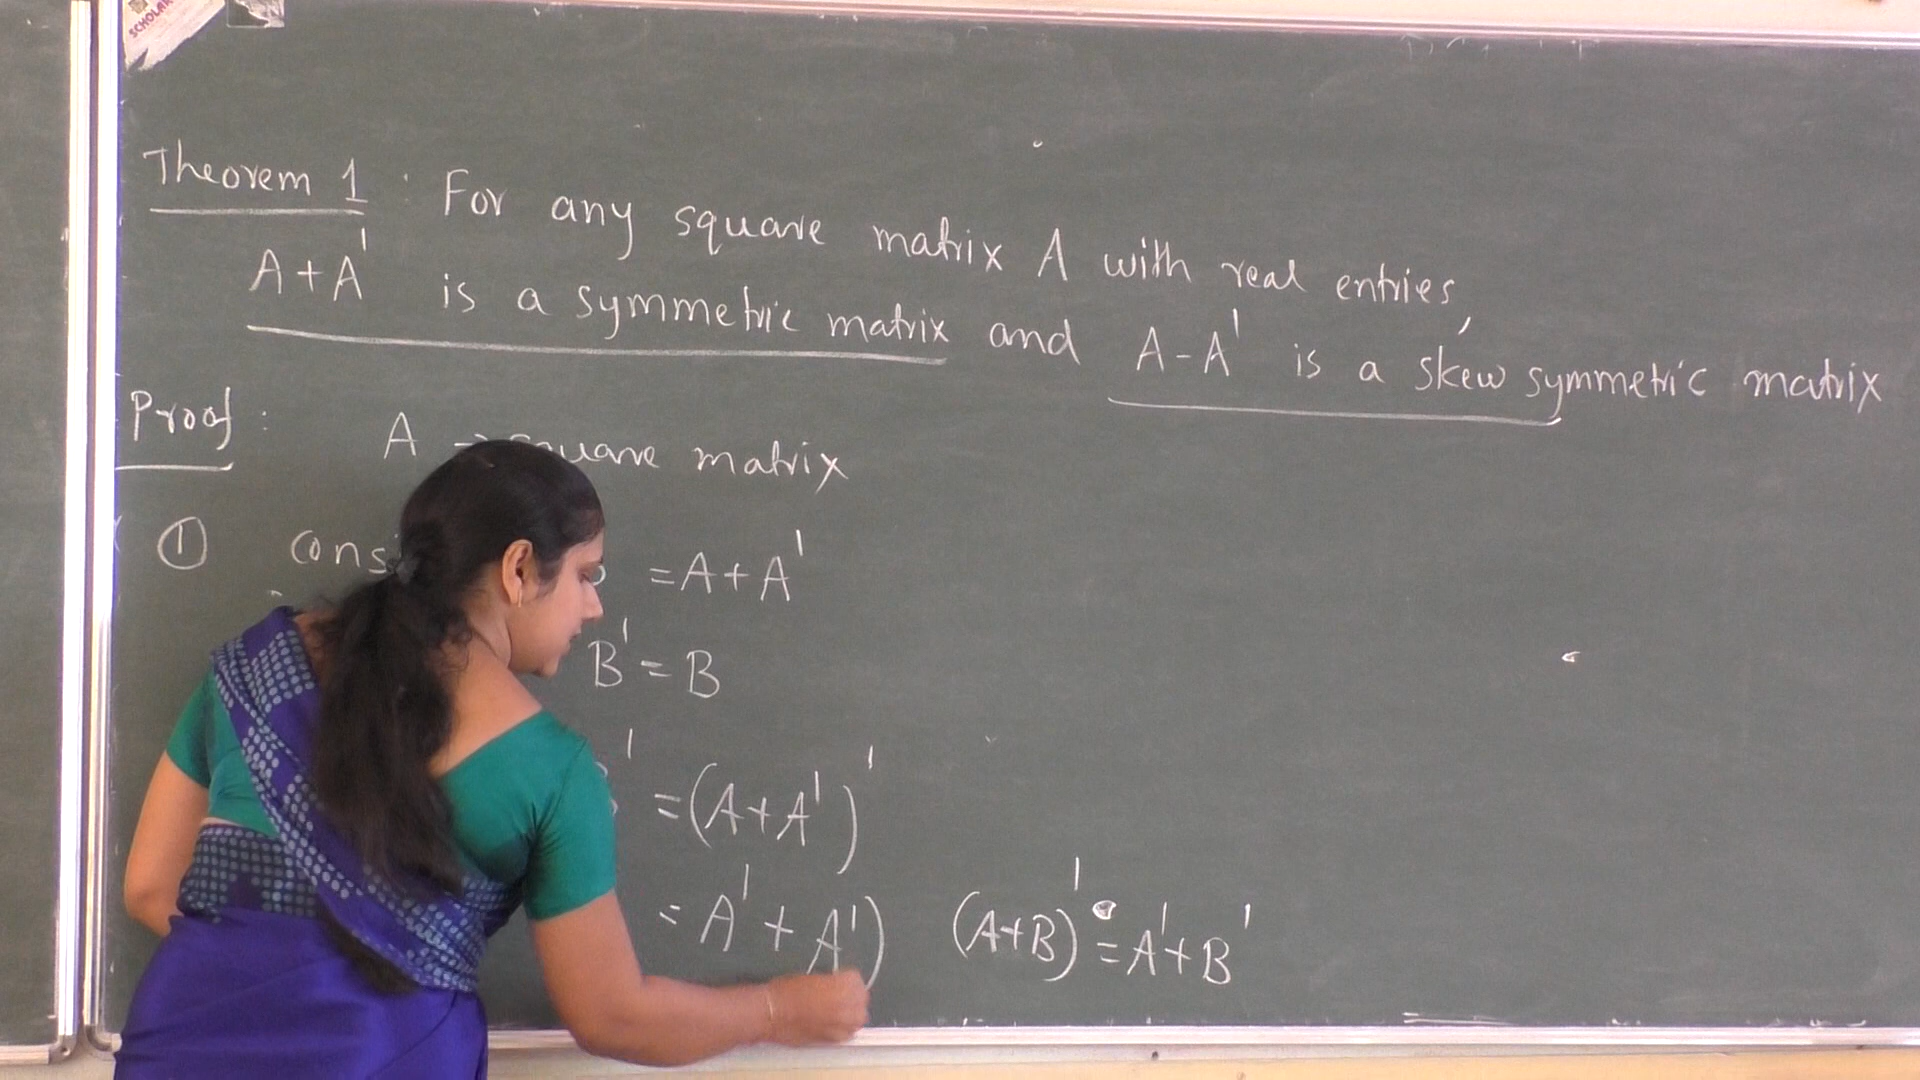 SCHOLAR
Theorem 1 : For any square matrix A with real entries,
A+A' is a symmetric matrix and A-A' is a skew symmetric matrix
Proof : A → square matrix
① Cons = A+A'
B' = B
' = (A+A')'
= A' + A') (A+B)' = A'+B'